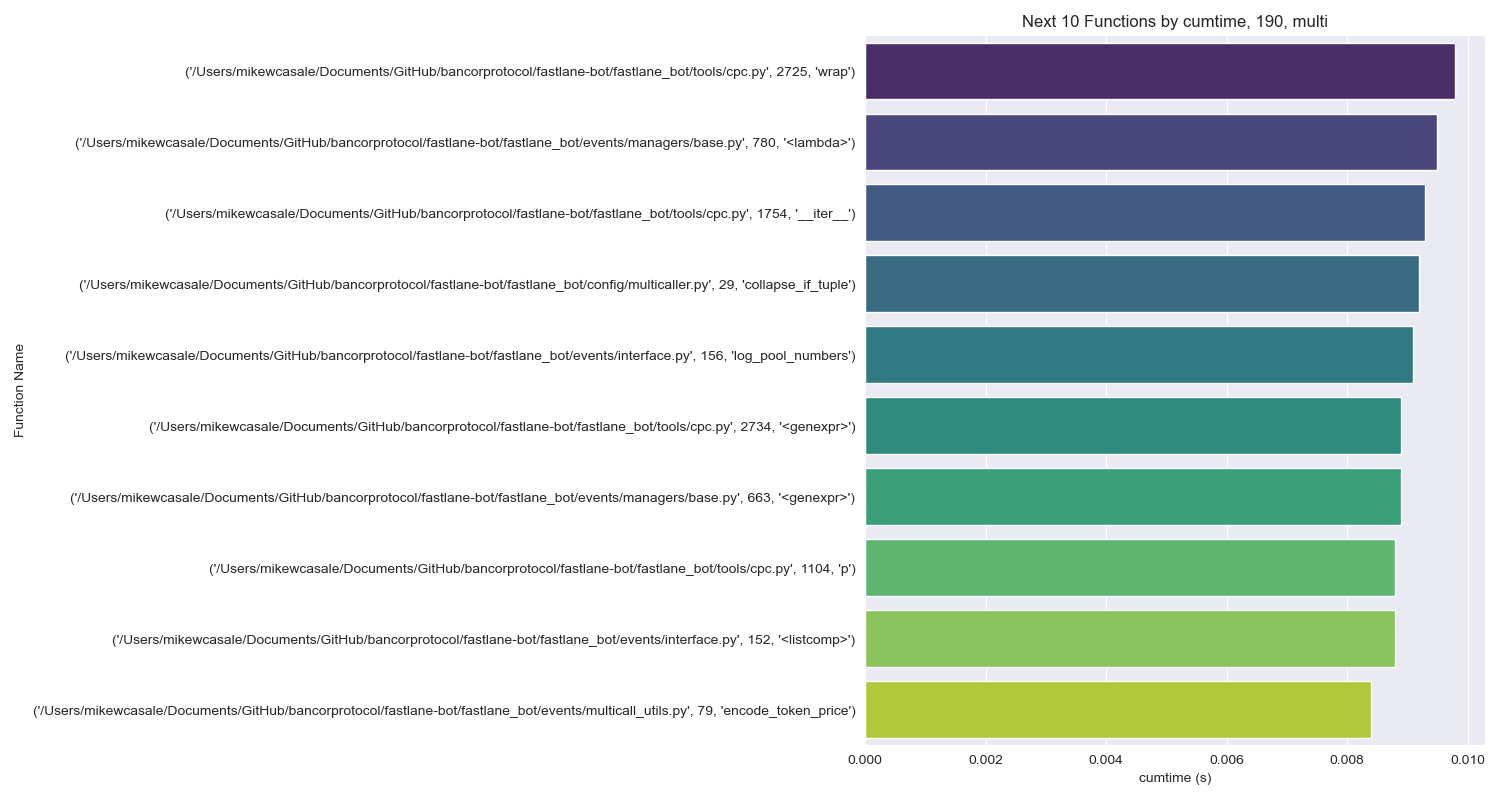 Next 10 Functions by cumtime, 190, multi
('/Users/mikewcasale/Documents/GitHub/bancorprotocol/fastlane-bot/fastlane_bot/tools/cpc.py', 2725, 'wrap')
('/Users/mikewcasale/Documents/GitHub/bancorprotocol/fastlane-bot/fastlane_bot/events/managers/base.py', 780, '<lambda>')
('/Users/mikewcasale/Documents/GitHub/bancorprotocol/fastlane-bot/fastlane_bot/tools/cpc.py', 1754, '__iter__')
('/Users/mikewcasale/Documents/GitHub/bancorprotocol/fastlane-bot/fastlane_bot/config/multicaller.py', 29, 'collapse_if_tuple')
('/Users/mikewcasale/Documents/GitHub/bancorprotocol/fastlane-bot/fastlane_bot/events/interface.py', 156, 'log_pool_numbers')
('/Users/mikewcasale/Documents/GitHub/bancorprotocol/fastlane-bot/fastlane_bot/tools/cpc.py', 2734, '<genexpr>')
('/Users/mikewcasale/Documents/GitHub/bancorprotocol/fastlane-bot/fastlane_bot/events/managers/base.py', 663, '<genexpr>')
('/Users/mikewcasale/Documents/GitHub/bancorprotocol/fastlane-bot/fastlane_bot/tools/cpc.py', 1104, 'p')
('/Users/mikewcasale/Documents/GitHub/bancorprotocol/fastlane-bot/fastlane_bot/events/interface.py', 152, '<listcomp>')
('/Users/mikewcasale/Documents/GitHub/bancorprotocol/fastlane-bot/fastlane_bot/events/multicall_utils.py', 79, 'encode_token_price')
Function Name
0.000 0.002 0.004 0.006 0.008 0.010
cumtime (s)